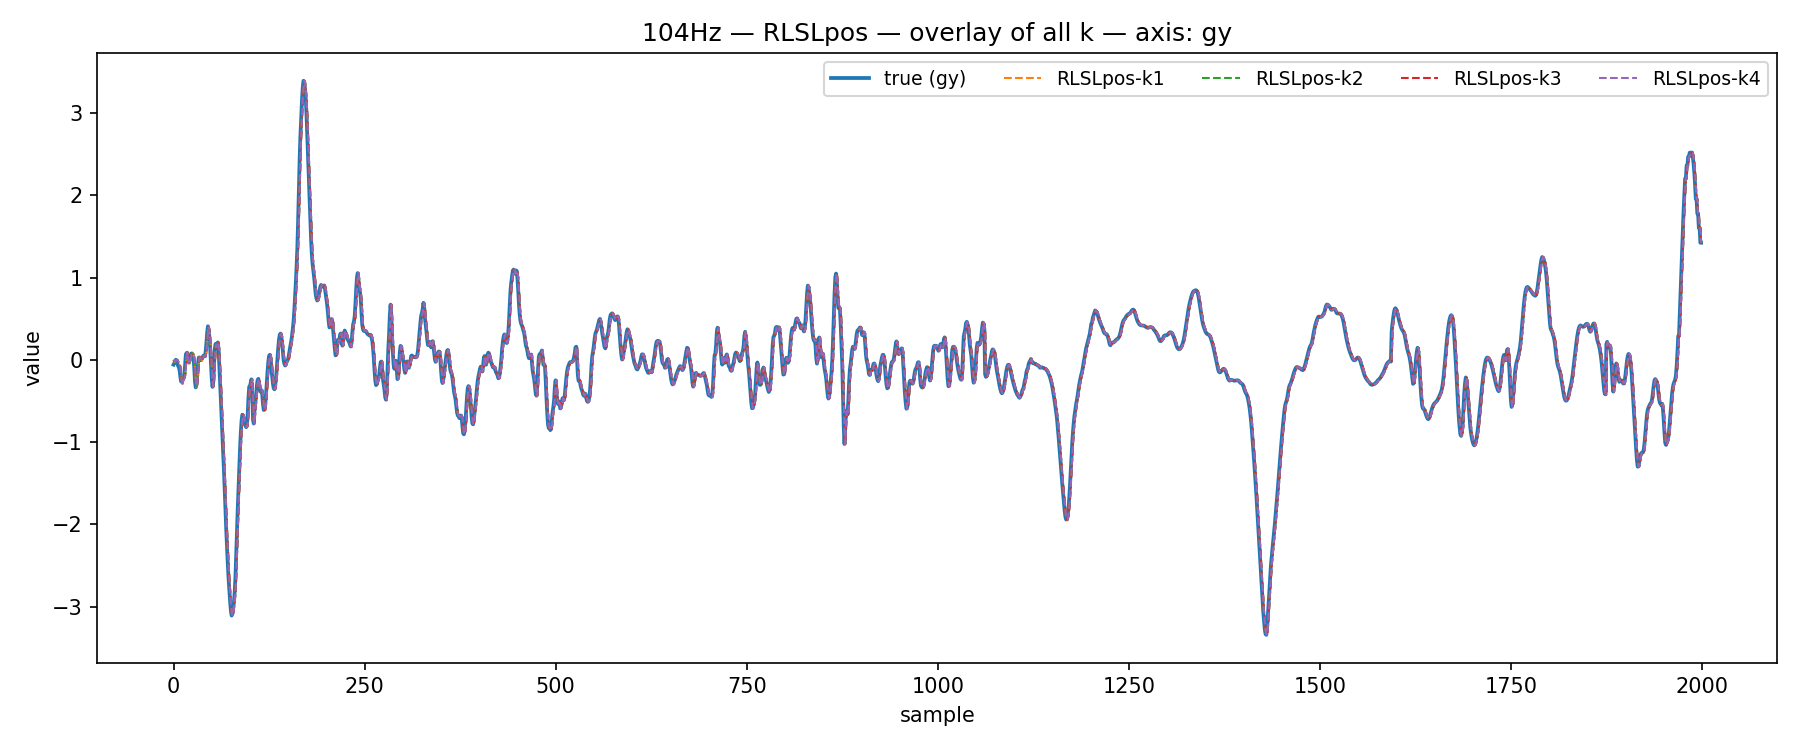 104Hz — RLSLpos — overlay of all k — axis: gy
true (gy) RLSLpos-k1 RLSLpos-k2 RLSLpos-k3 RLSLpos-k4
3
2
1
0
−1
−2
−3
value
0 250 500 750 1000 1250 1500 1750 2000
sample